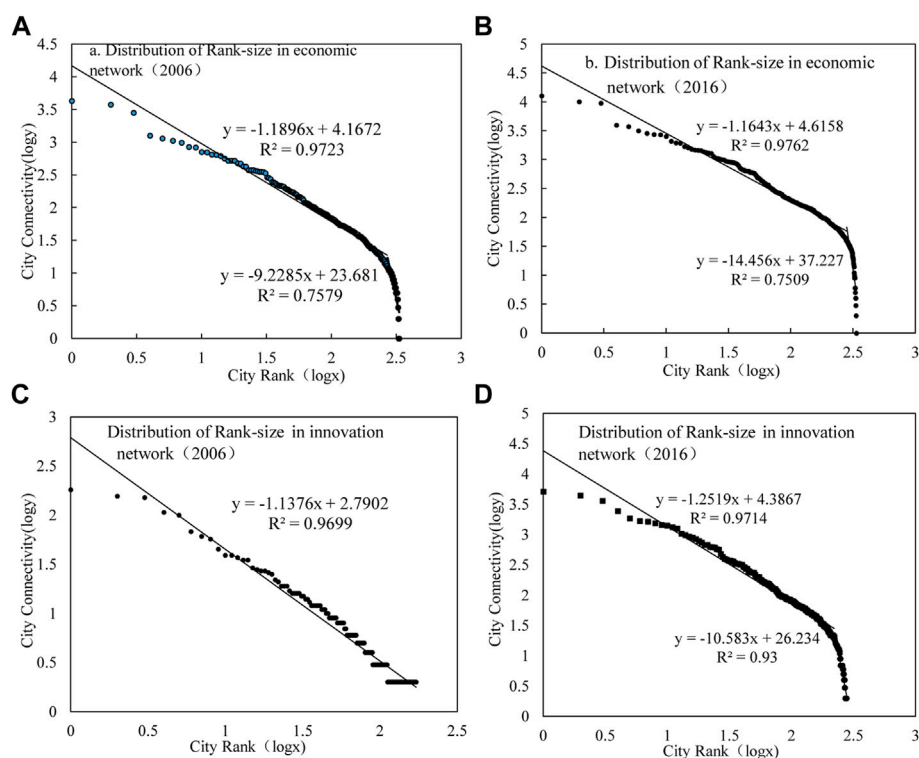 A
a. Distribution of Rank-size in economic
network（2006）
4.5
4
3.5
3
2.5
2
1.5
1
0.5
0
City Connectivity(logy)
y = -1.1896x + 4.1672
R² = 0.9723
y = -9.2285x + 23.681
R² = 0.7579
0 0.5 1 1.5 2 2.5 3
City Rank（logx）
B
b. Distribution of Rank-size in economic
network（2016）
5
4.5
4
3.5
3
2.5
2
1.5
1
0.5
0
City Connectivity(logy)
y = -1.1643x + 4.6158
R² = 0.9762
y = -14.456x + 37.227
R² = 0.7509
0 0.5 1 1.5 2 2.5 3
City Rank（logx）
C
Distribution of Rank-size in innovation
network（2006）
3
2.5
2
1.5
1
0.5
0
City Connectivity(logy)
y = -1.1376x + 2.7902
R² = 0.9699
0 0.5 1 1.5 2 2.5
City Rank（logx）
D
Distribution of Rank-size in innovation
network（2016）
5
4.5
4
3.5
3
2.5
2
1.5
1
0.5
0
City Connectivity(logy)
y = -1.2519x + 4.3867
R² = 0.9714
y = -10.583x + 26.234
R² = 0.93
0 0.5 1 1.5 2 2.5 3
City Rank（logx）